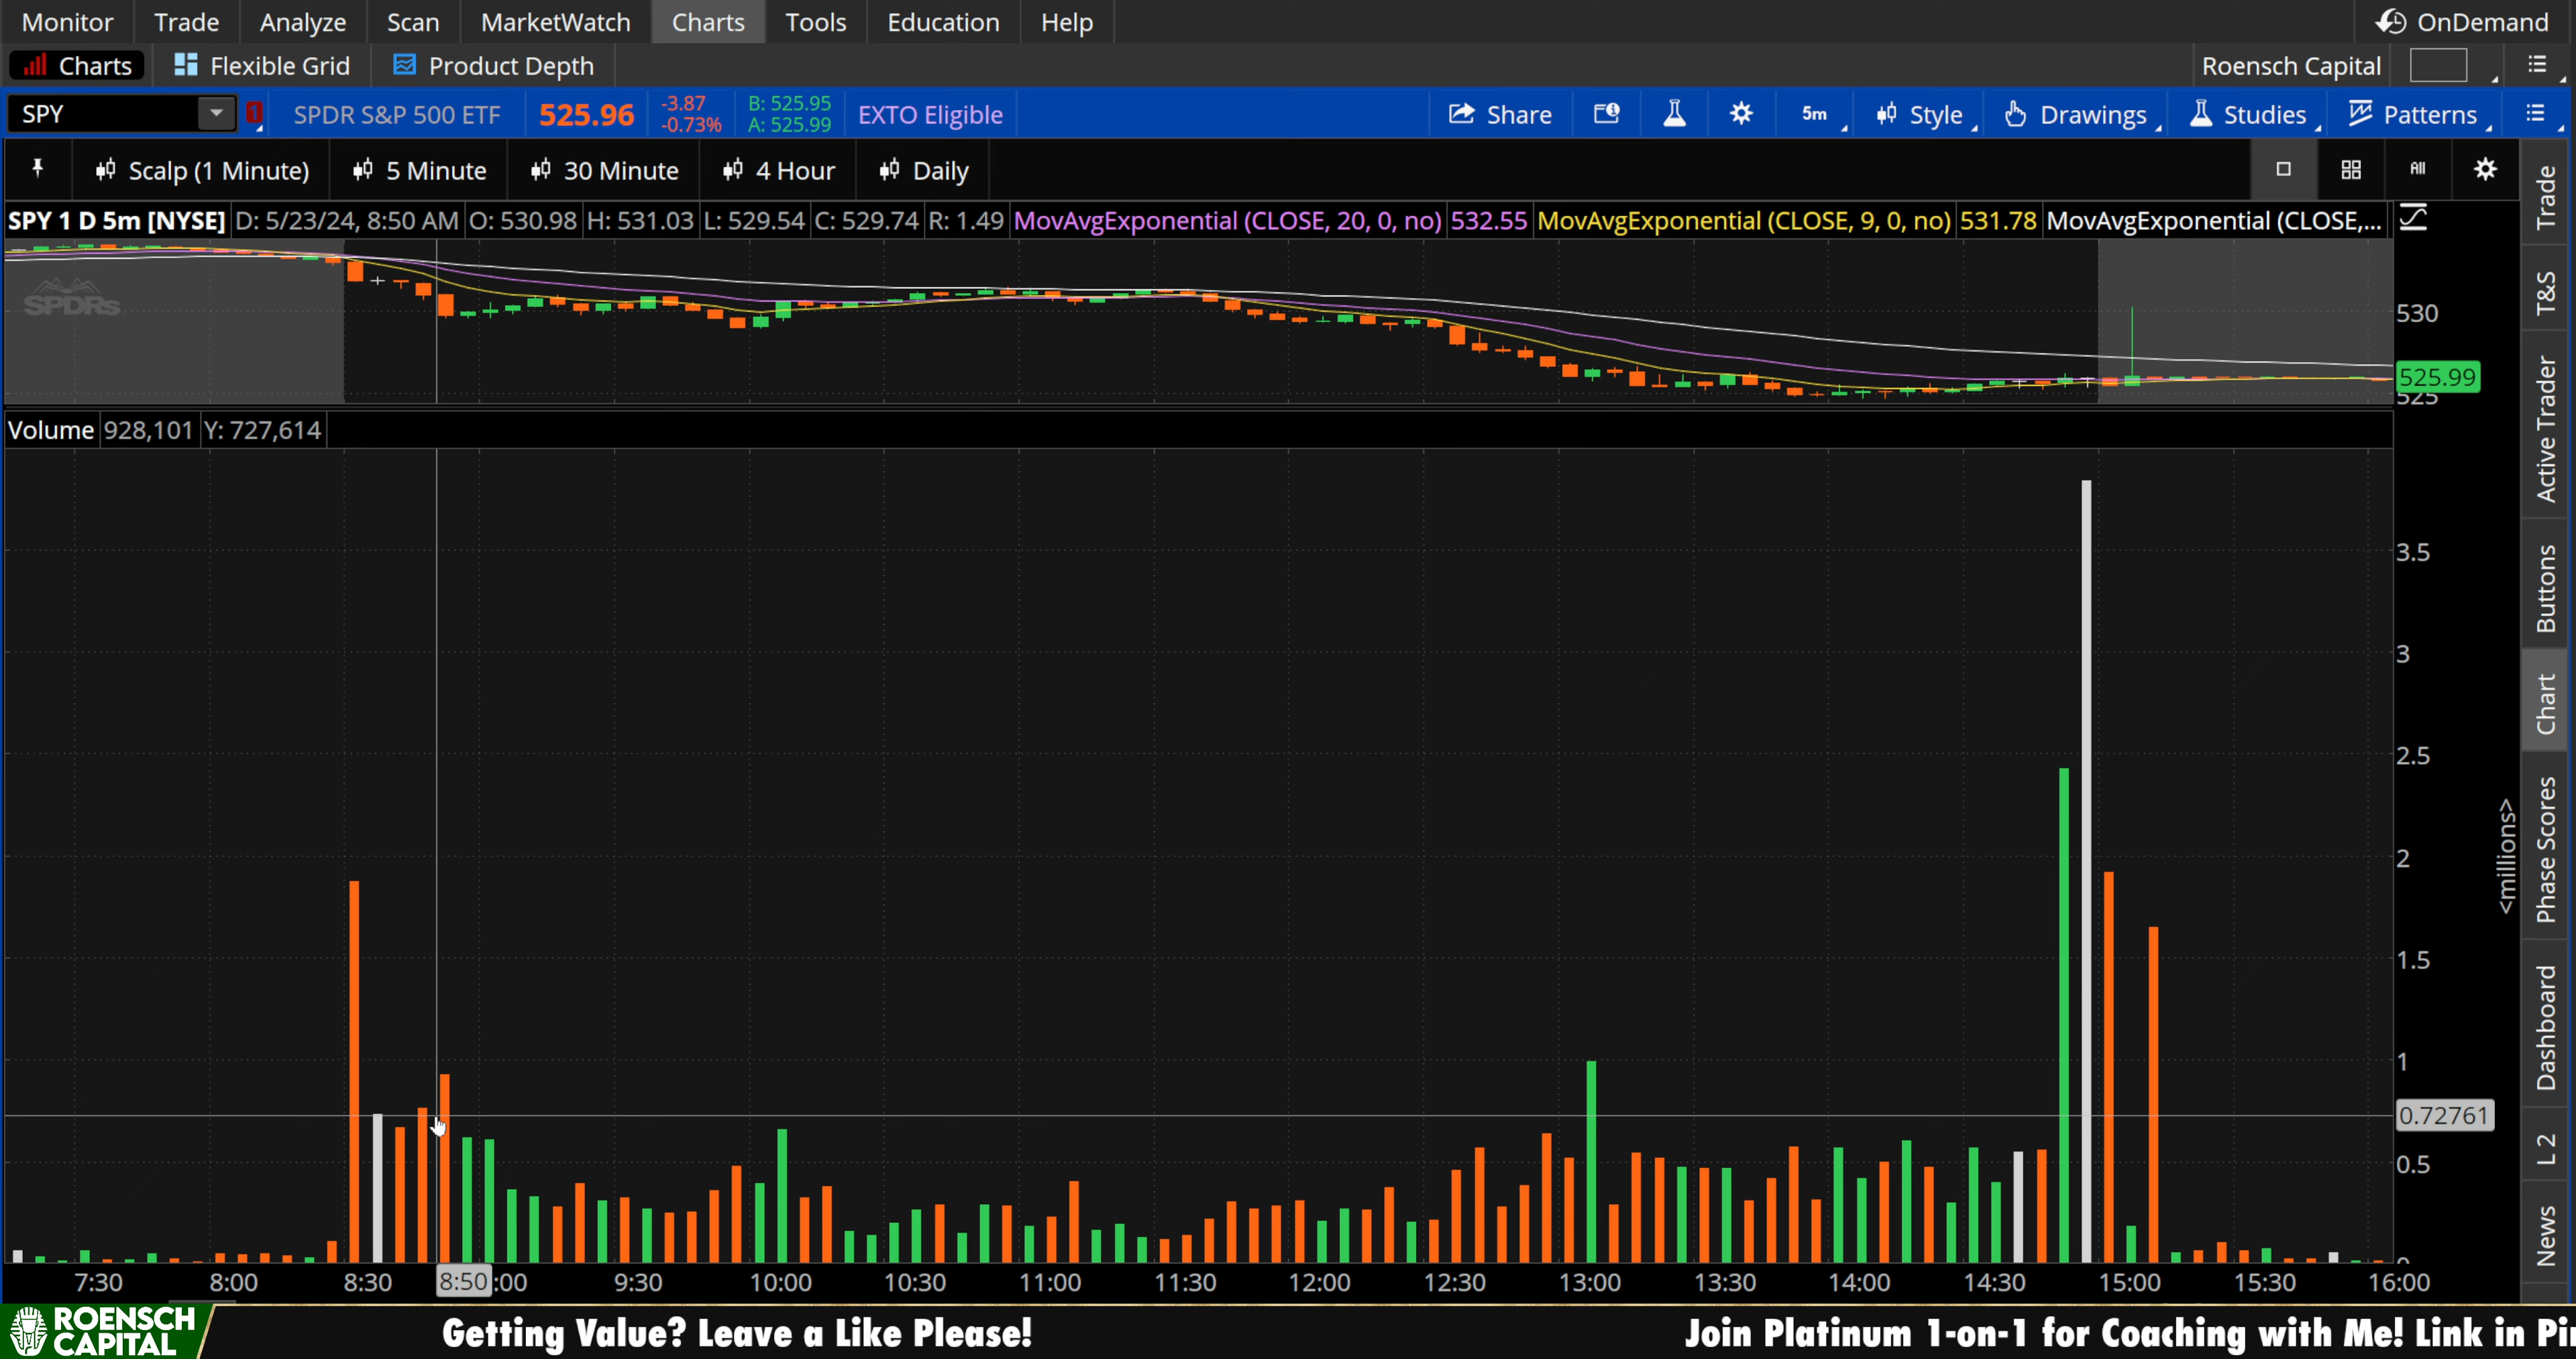 Monitor Trade Analyze Scan MarketWatch Charts Tools Education Help OnDemand
Charts Flexible Grid Product Depth Roensch Capital
SPY 1 SPDR S&P 500 ETF 525.96 -3.87 -0.73% B: 525.95 A: 525.99 EXTO Eligible Share 5m Style Drawings Studies Patterns
Scalp (1 Minute) 5 Minute 30 Minute 4 Hour Daily All
SPY 1 D 5m [NYSE] D: 5/23/24, 8:50 AM O: 530.98 H: 531.03 L: 529.54 C: 529.74 R: 1.49 MovAvgExponential (CLOSE, 20, 0, no) 532.55 MovAvgExponential (CLOSE, 9, 0, no) 531.78 MovAvgExponential (CLOSE,...
SPDRs
530
525.99
525
Volume 928,101 Y: 727,614
3.5
3
2.5
2
1.5
1
0.72761
0.5
0
<millions>
7:30 8:00 8:30 8:50 :00 9:30 10:00 10:30 11:00 11:30 12:00 12:30 13:00 13:30 14:00 14:30 15:00 15:30 16:00
Trade
T&S
Active Trader
Buttons
Chart
Phase Scores
Dashboard
L 2
News
ROENSCH
CAPITAL
Getting Value? Leave a Like Please! Join Platinum 1-on-1 for Coaching with Me! Link in Pi